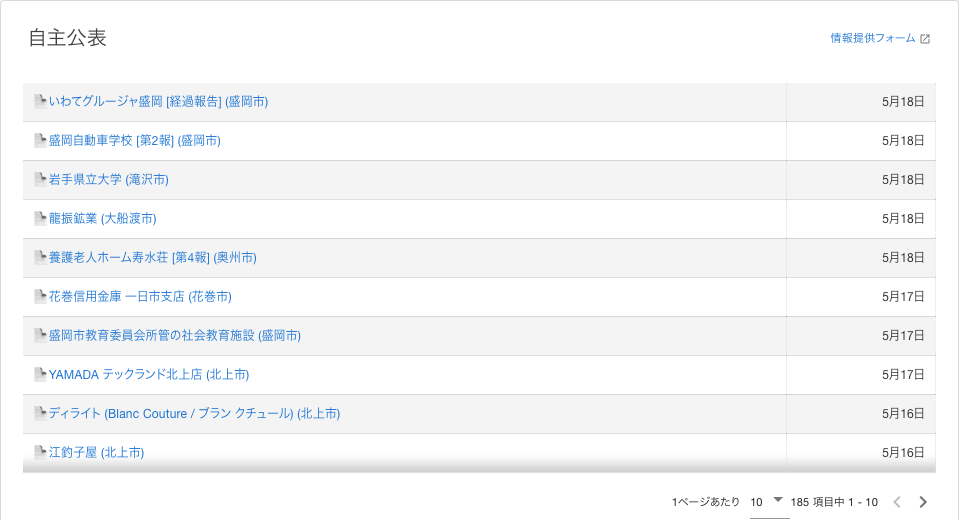 自主公表
情報提供フォーム
いわてグルージャ盛岡 [経過報告] (盛岡市) 5月18日
盛岡自動車学校 [第2報] (盛岡市) 5月18日
岩手県立大学 (滝沢市) 5月18日
龍振鉱業 (大船渡市) 5月18日
養護老人ホーム寿水荘 [第4報] (奥州市) 5月18日
花巻信用金庫 一日市支店 (花巻市) 5月17日
盛岡市教育委員会所管の社会教育施設 (盛岡市) 5月17日
YAMADA テックランド北上店 (北上市) 5月17日
ディライト (Blanc Couture / ブラン クチュール) (北上市) 5月16日
江釣子屋 (北上市) 5月16日
1ページあたり 10 185 項目中 1 - 10